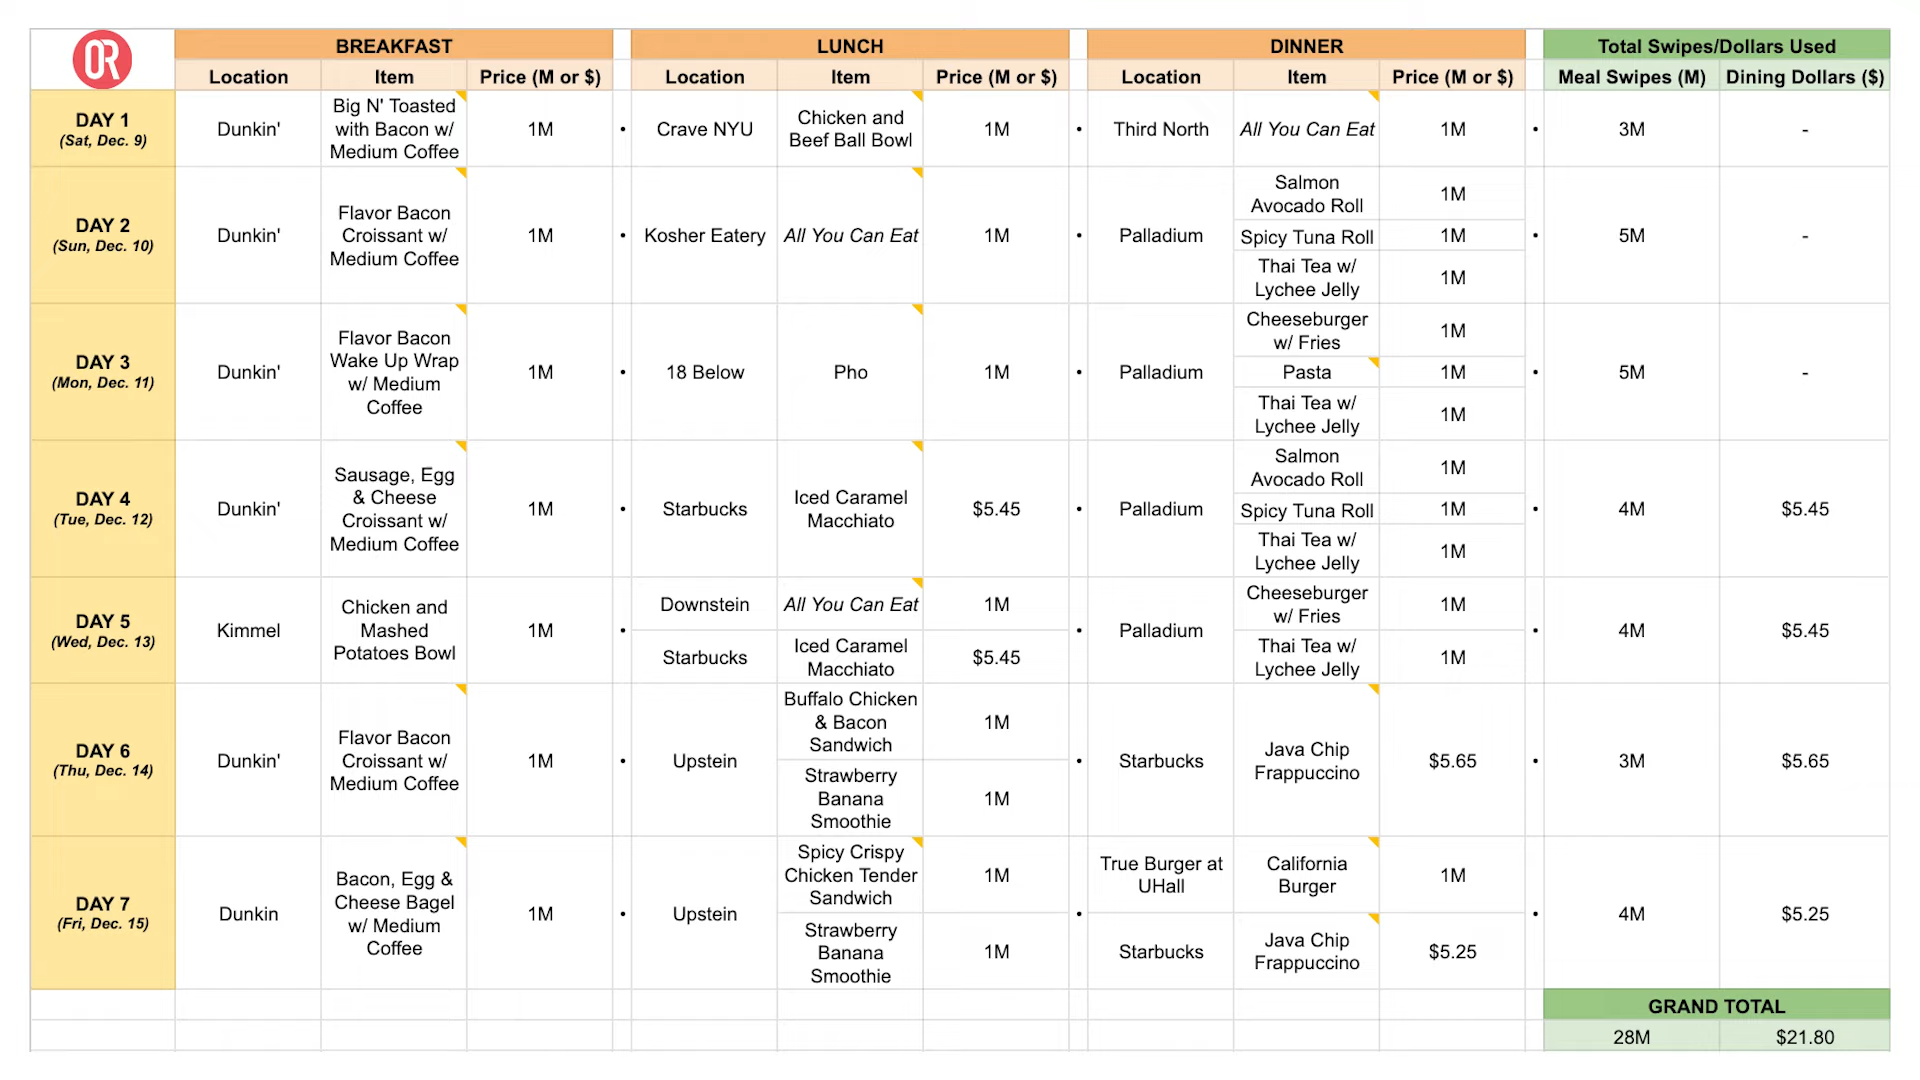 OR
BREAKFAST
LUNCH
DINNER
Total Swipes/Dollars Used
Location
Item
Price (M or $)
Location
Item
Price (M or $)
Location
Item
Price (M or $)
Meal Swipes (M)
Dining Dollars ($)
DAY 1
(Sat, Dec. 9)
Dunkin'
Big N' Toasted
with Bacon w/
Medium Coffee
1M
•
Crave NYU
Chicken and
Beef Ball Bowl
1M
•
Third North
All You Can Eat
1M
•
3M
-
DAY 2
(Sun, Dec. 10)
Dunkin'
Flavor Bacon
Croissant w/
Medium Coffee
1M
•
Kosher Eatery
All You Can Eat
1M
•
Palladium
Salmon
Avocado Roll
1M
Spicy Tuna Roll
1M
Thai Tea w/
Lychee Jelly
1M
•
5M
-
DAY 3
(Mon, Dec. 11)
Dunkin'
Flavor Bacon
Wake Up Wrap
w/ Medium
Coffee
1M
•
18 Below
Pho
1M
•
Palladium
Cheeseburger
w/ Fries
1M
Pasta
1M
Thai Tea w/
Lychee Jelly
1M
•
5M
-
DAY 4
(Tue, Dec. 12)
Dunkin'
Sausage, Egg
& Cheese
Croissant w/
Medium Coffee
1M
•
Starbucks
Iced Caramel
Macchiato
$5.45
•
Palladium
Salmon
Avocado Roll
1M
Spicy Tuna Roll
1M
Thai Tea w/
Lychee Jelly
1M
•
4M
$5.45
DAY 5
(Wed, Dec. 13)
Kimmel
Chicken and
Mashed
Potatoes Bowl
1M
•
Downstein
All You Can Eat
1M
Starbucks
Iced Caramel
Macchiato
$5.45
•
Palladium
Cheeseburger
w/ Fries
1M
Thai Tea w/
Lychee Jelly
1M
•
4M
$5.45
DAY 6
(Thu, Dec. 14)
Dunkin'
Flavor Bacon
Croissant w/
Medium Coffee
1M
•
Upstein
Buffalo Chicken
& Bacon
Sandwich
1M
Strawberry
Banana
Smoothie
1M
•
Starbucks
Java Chip
Frappuccino
$5.65
•
3M
$5.65
DAY 7
(Fri, Dec. 15)
Dunkin
Bacon, Egg &
Cheese Bagel
w/ Medium
Coffee
1M
•
Upstein
Spicy Crispy
Chicken Tender
Sandwich
1M
Strawberry
Banana
Smoothie
1M
•
True Burger at
UHall
California
Burger
1M
Starbucks
Java Chip
Frappuccino
$5.25
•
4M
$5.25
GRAND TOTAL
28M
$21.80